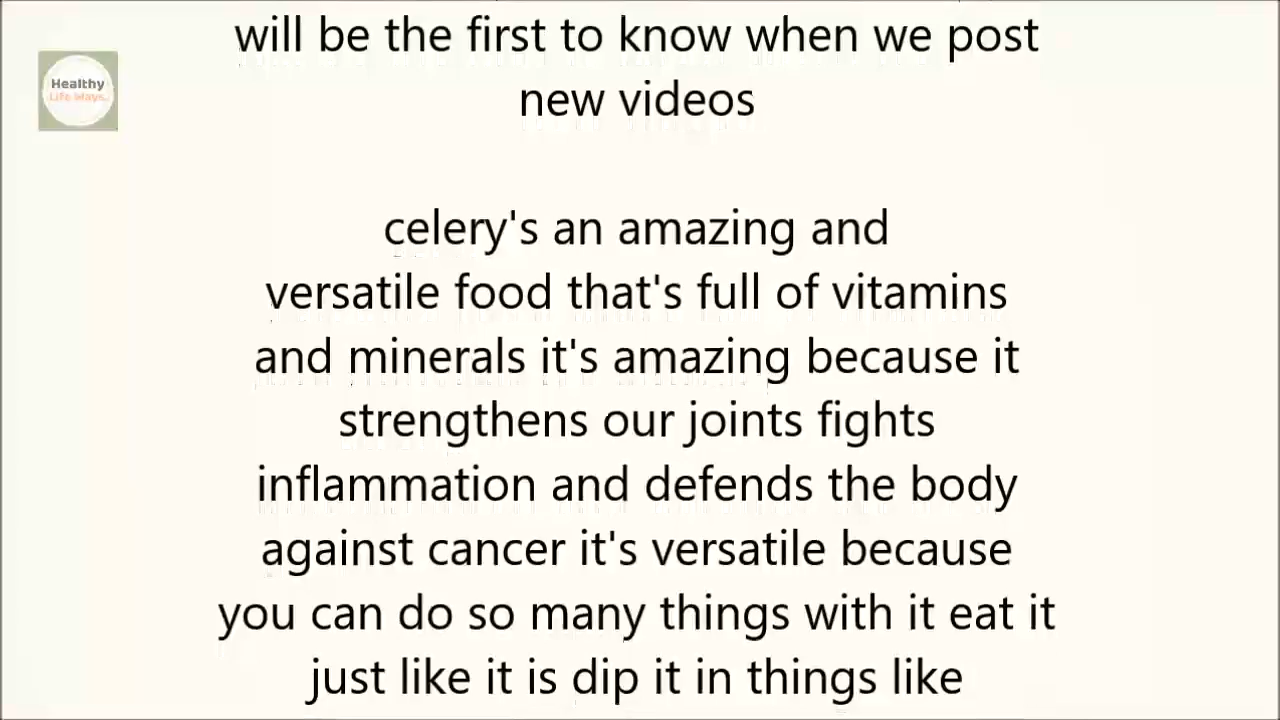 will be the first to know when we post
new videos
Healthy
Life Ways..
celery's an amazing and
versatile food that's full of vitamins
and minerals it's amazing because it
strengthens our joints fights
inflammation and defends the body
against cancer it's versatile because
you can do so many things with it eat it
just like it is dip it in things like